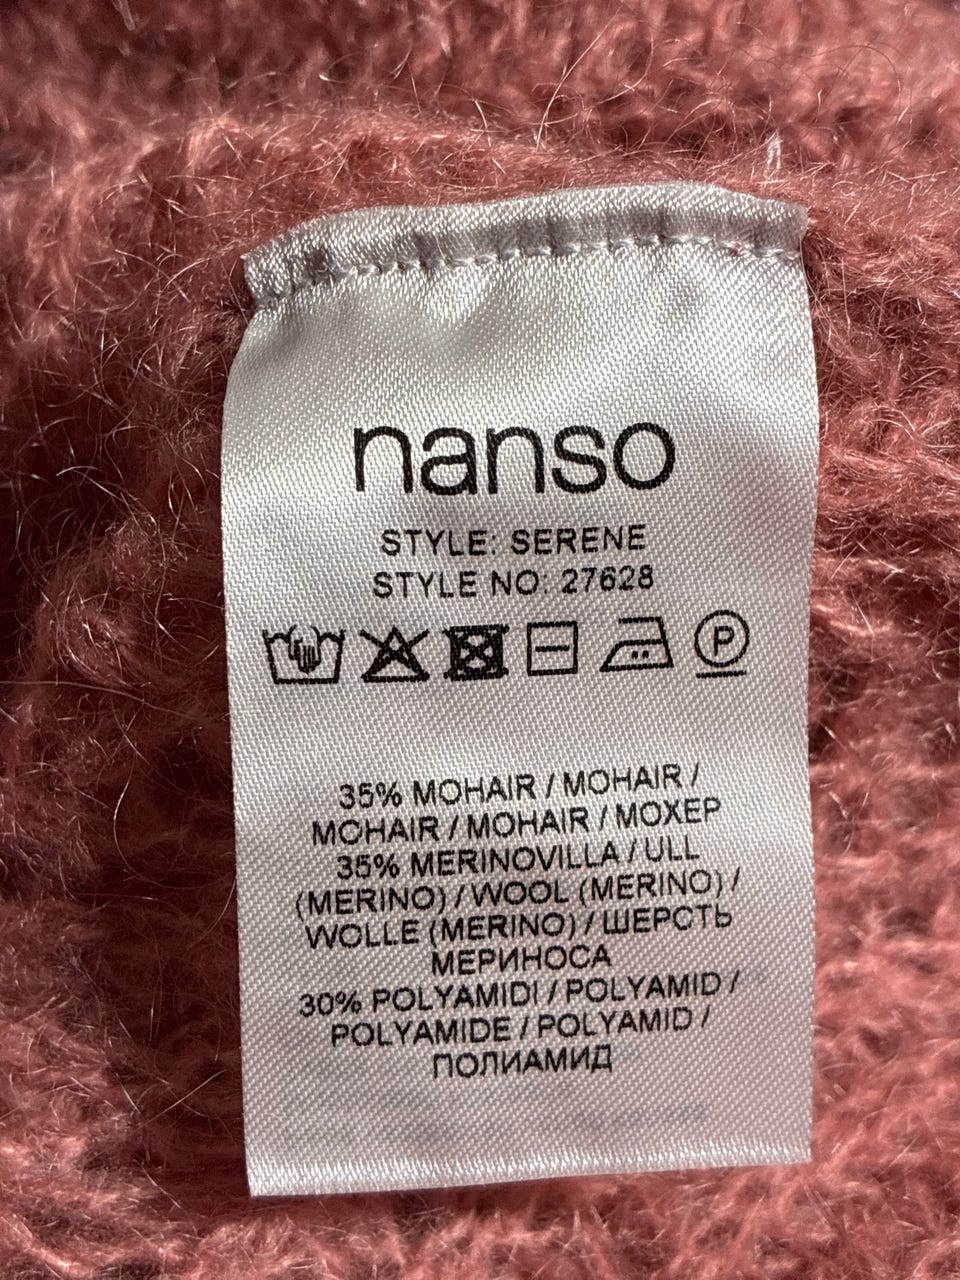 nanso
STYLE: SERENE
STYLE NO: 27628
P
35% MOHAIR / MOHAIR /
MOHAIR / MOHAIR / МОХЕР
35% MERINOVILLA / ULL
(MERINO) / WOOL (MERINO) /
WOLLE (MERINO) / ШЕРСТЬ
МЕРИНОСА
30% POLYAMIDI / POLYAMID /
POLYAMIDE / POLYAMID /
ПОЛИАМИД